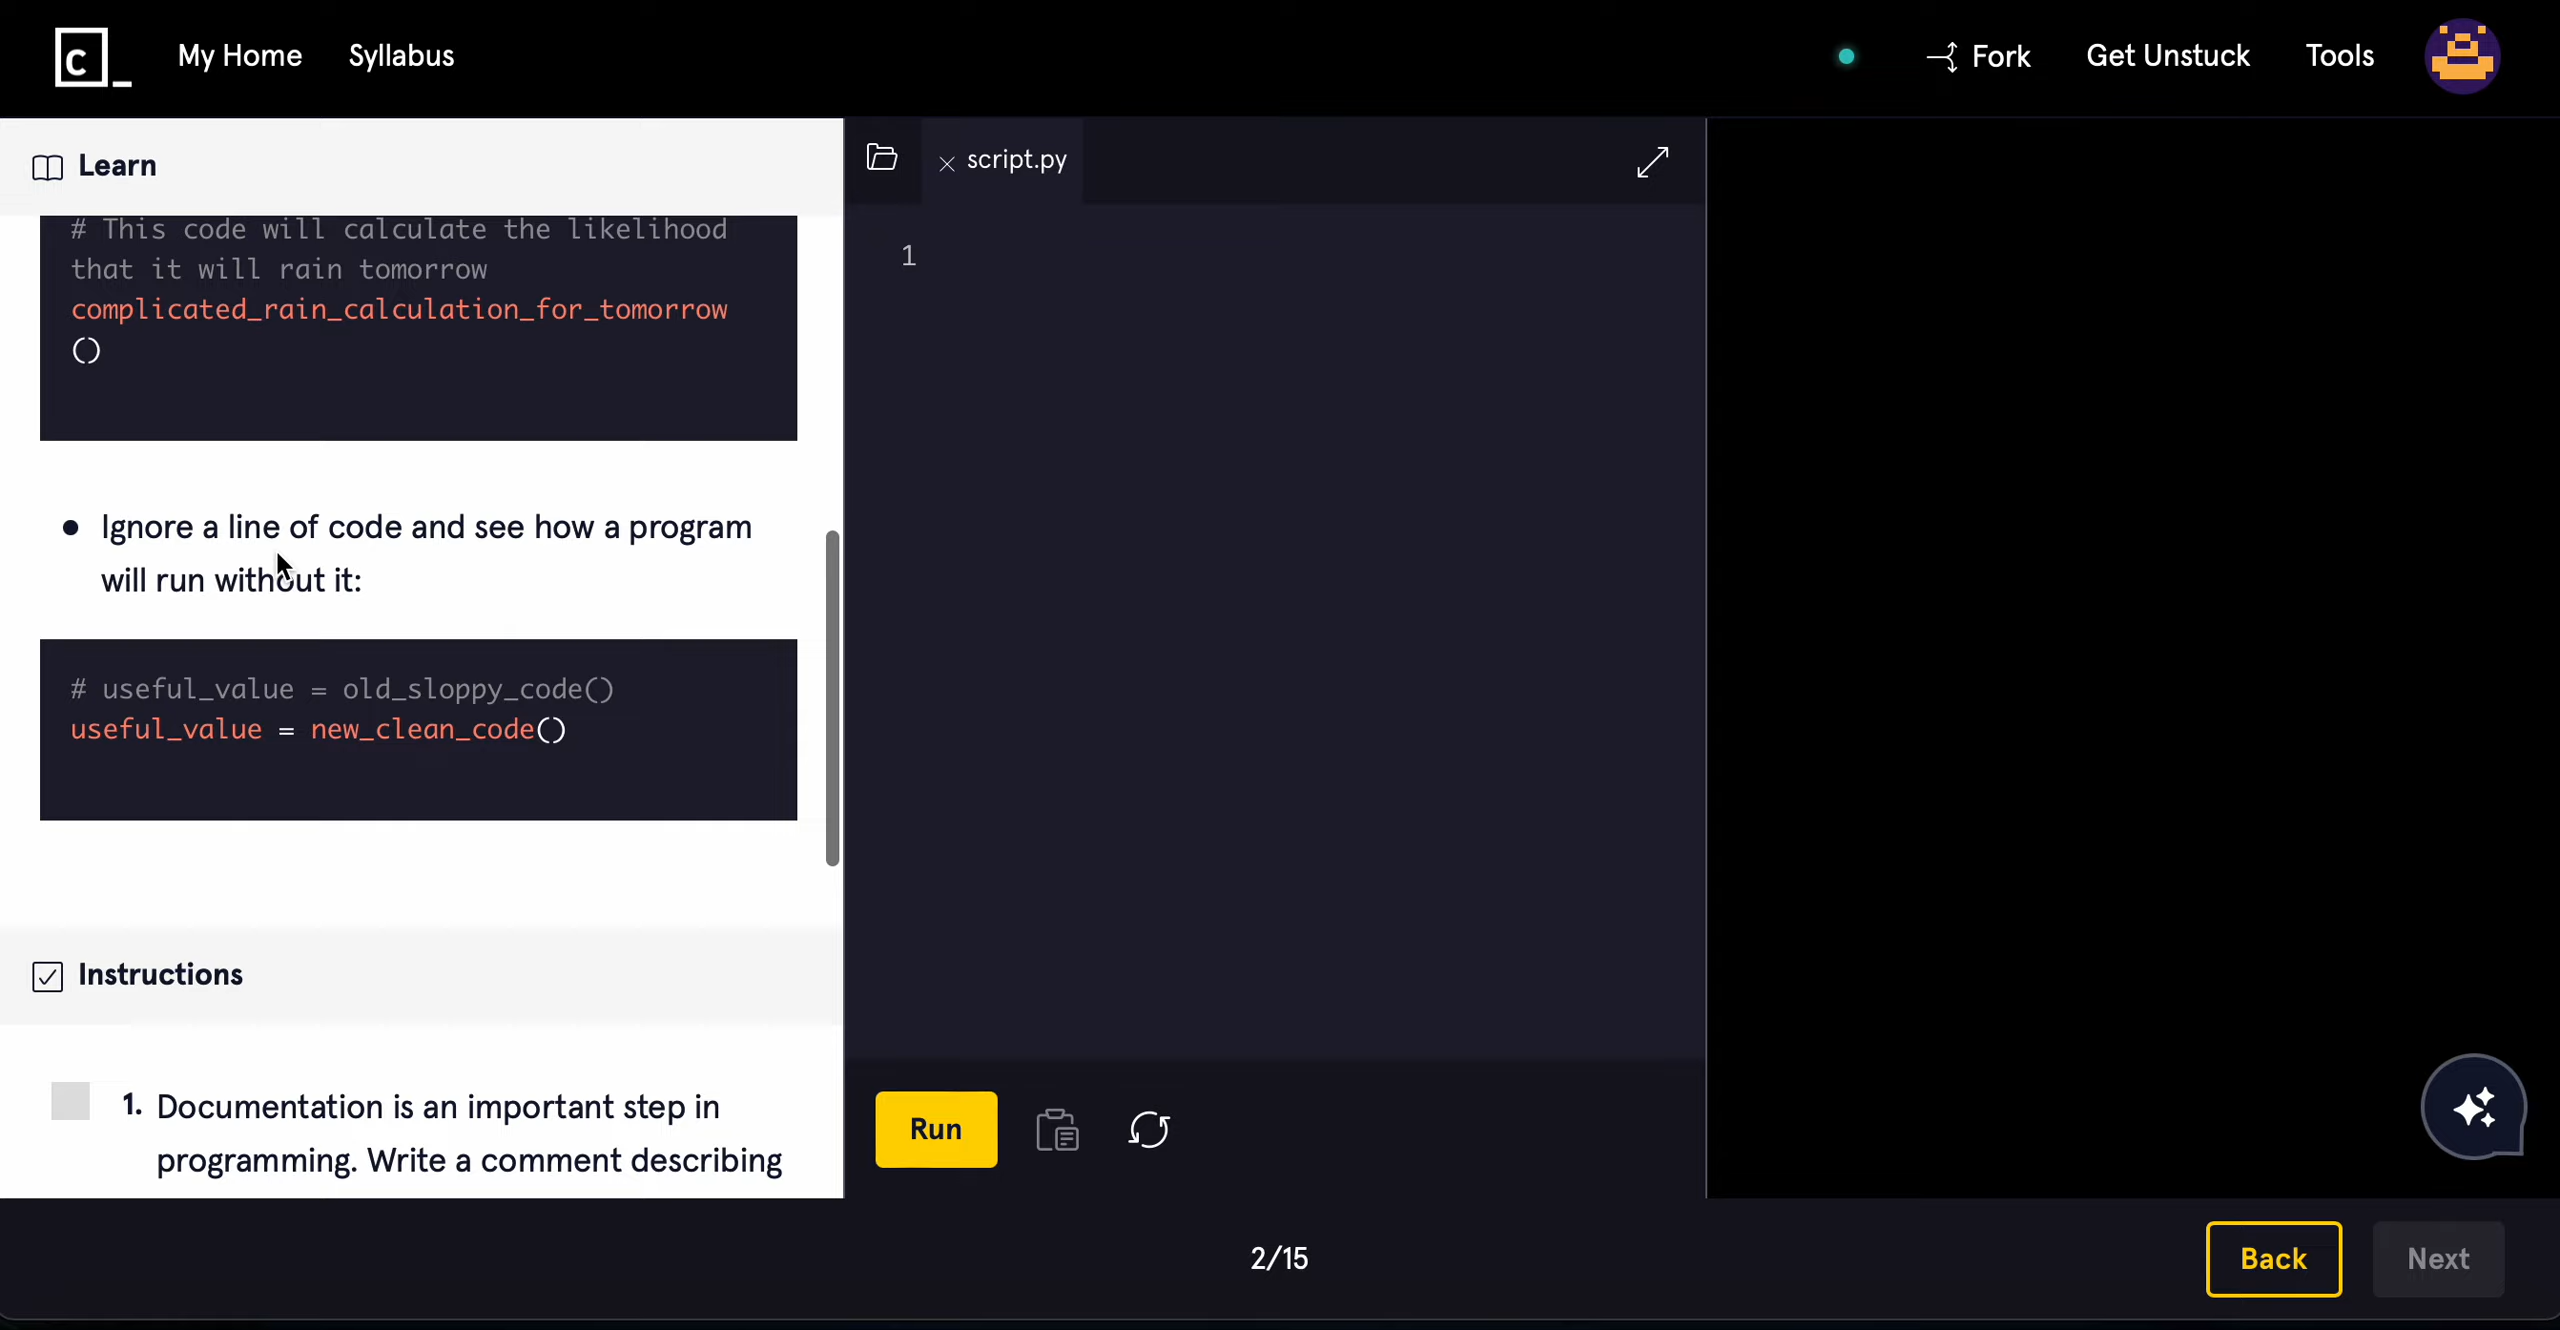 C_
My Home
Syllabus
Fork
Get Unstuck
Tools
Learn
# This code will calculate the likelihood
that it will rain tomorrow
complicated_rain_calculation_for_tomorrow
()
Ignore a line of code and see how a program
will run without it:
# useful_value = old_sloppy_code()
useful_value = new_clean_code()
Instructions
1. Documentation is an important step in
programming. Write a comment describing
script.py
1
Run
2/15
Back
Next